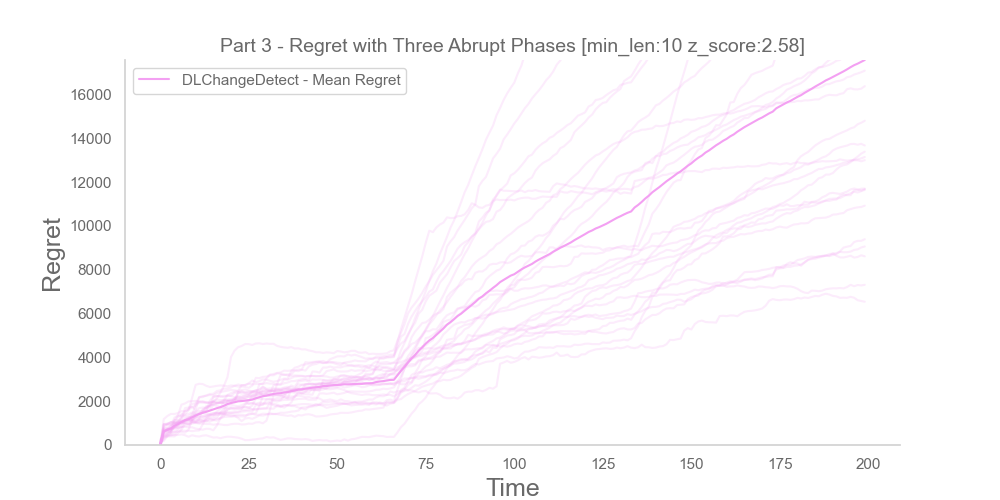 Part 3 - Regret with Three Abrupt Phases [min_len:10 z_score:2.58]
DLChangeDetect - Mean Regret
Regret
16000
14000
12000
10000
8000
6000
4000
2000
0
0 25 50 75 100 125 150 175 200
Time